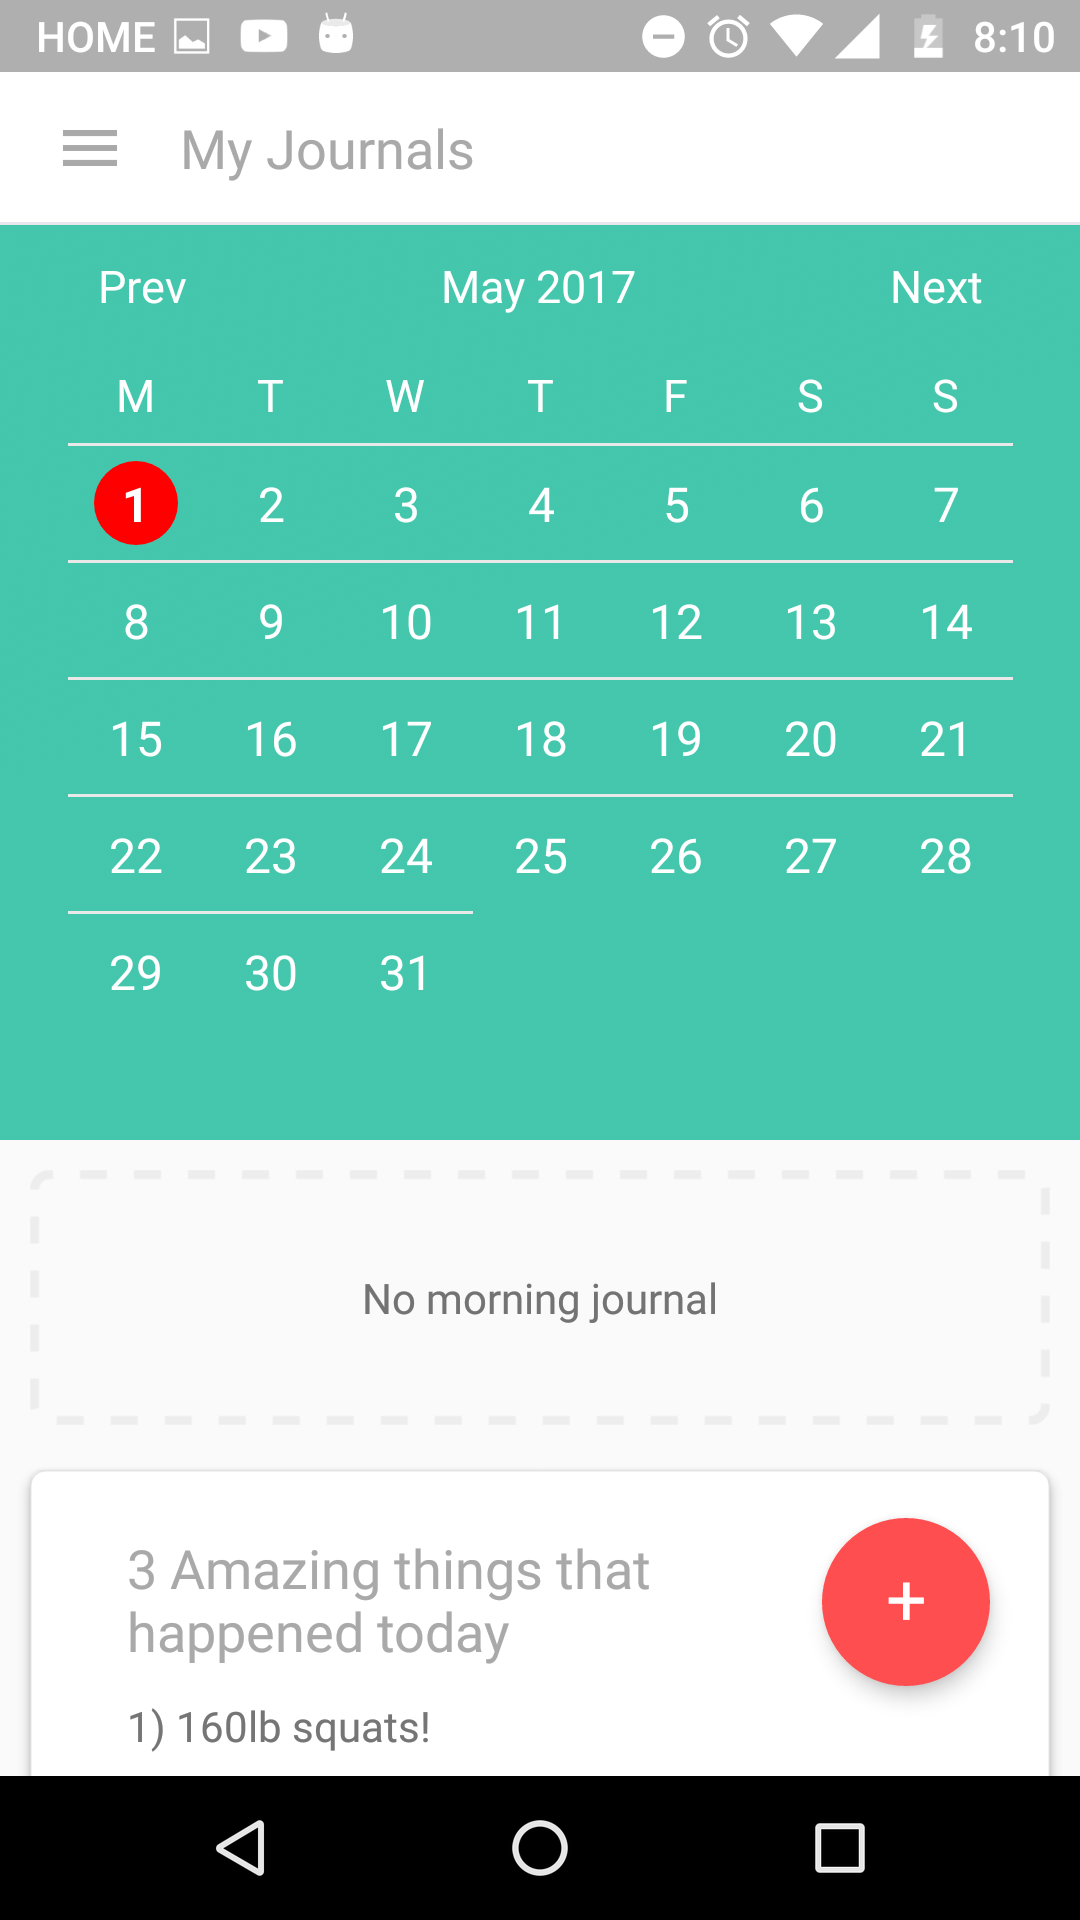 HOME 8:10
My Journals
Prev May 2017 Next
M T W T F S S
1 2 3 4 5 6 7
8 9 10 11 12 13 14
15 16 17 18 19 20 21
22 23 24 25 26 27 28
29 30 31
No morning journal
3 Amazing things that
happened today
+
1) 160lb squats!